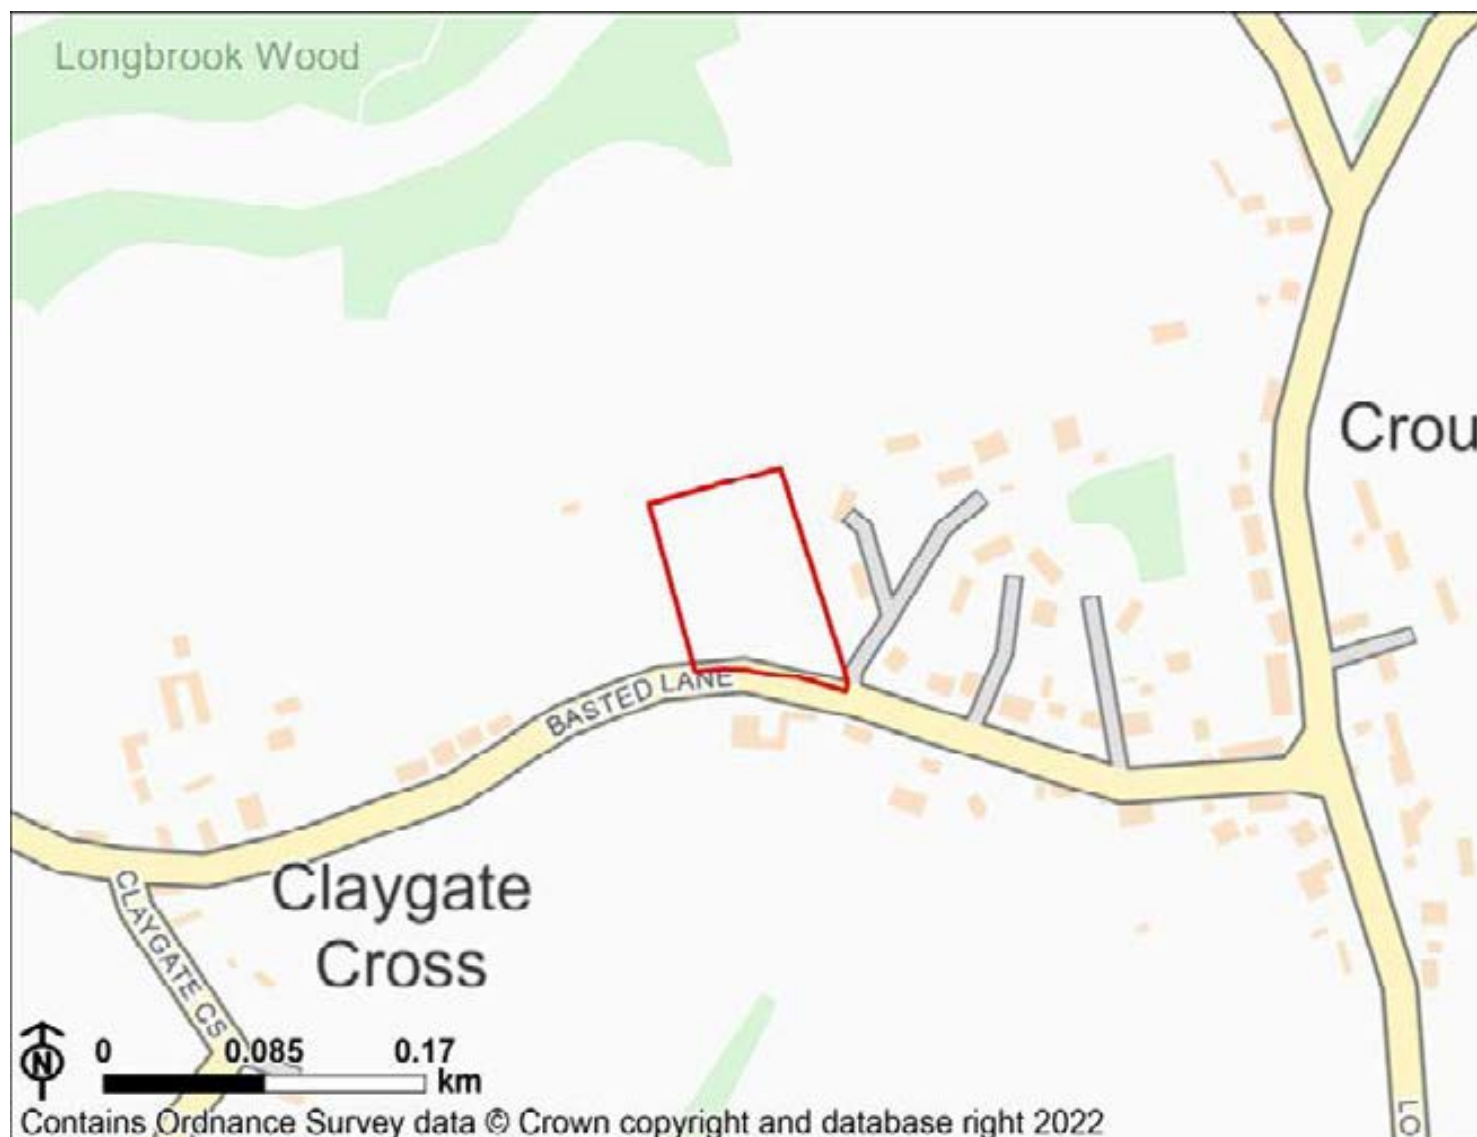 Longbrook Wood
Crou
BASTED LANE
Claygate
Cross
CLAYGATE CS
N
0 0.085 0.17
km
LO
Contains Ordnance Survey data © Crown copyright and database right 2022